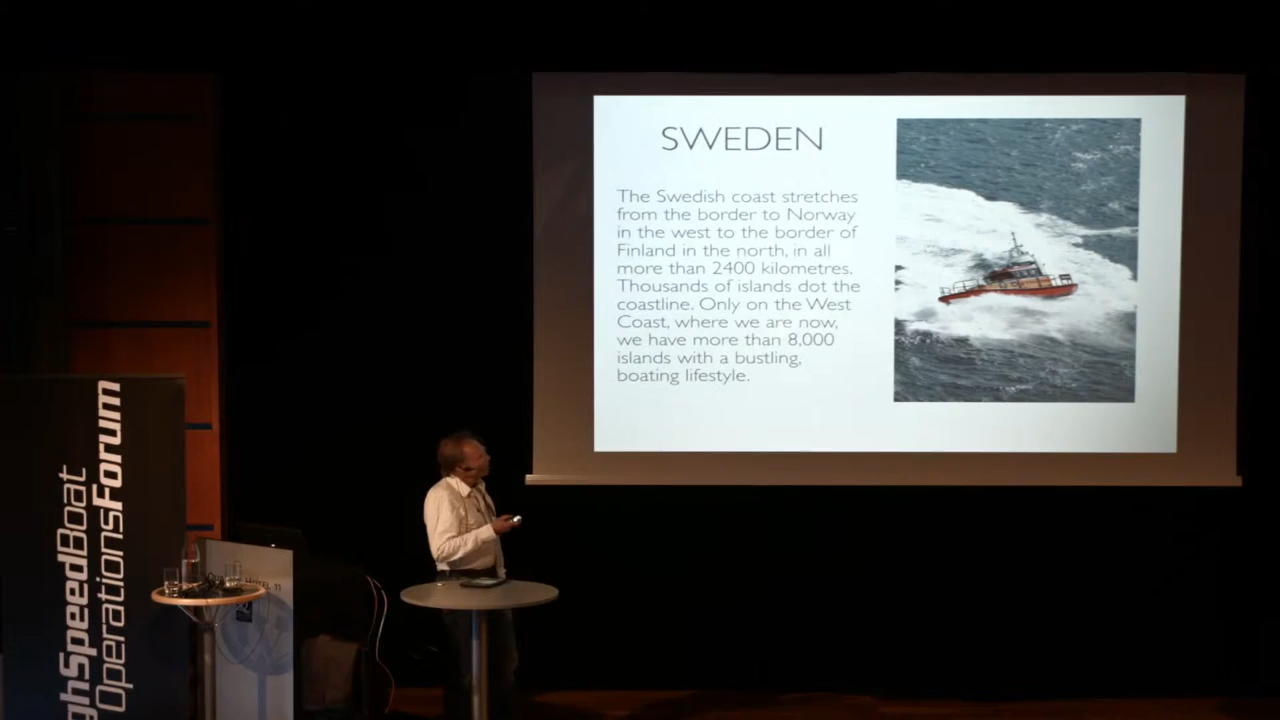 SWEDEN
The Swedish coast stretches
from the border to Norway
in the west to the border of
Finland in the north, in all
more than 2400 kilometres.
Thousands of islands dot the
coastline. Only on the West
Coast, where we are now,
we have more than 8,000
islands with a bustling,
boating lifestyle.
ghSpeedBoat
OperationsForum
HOTEL 11